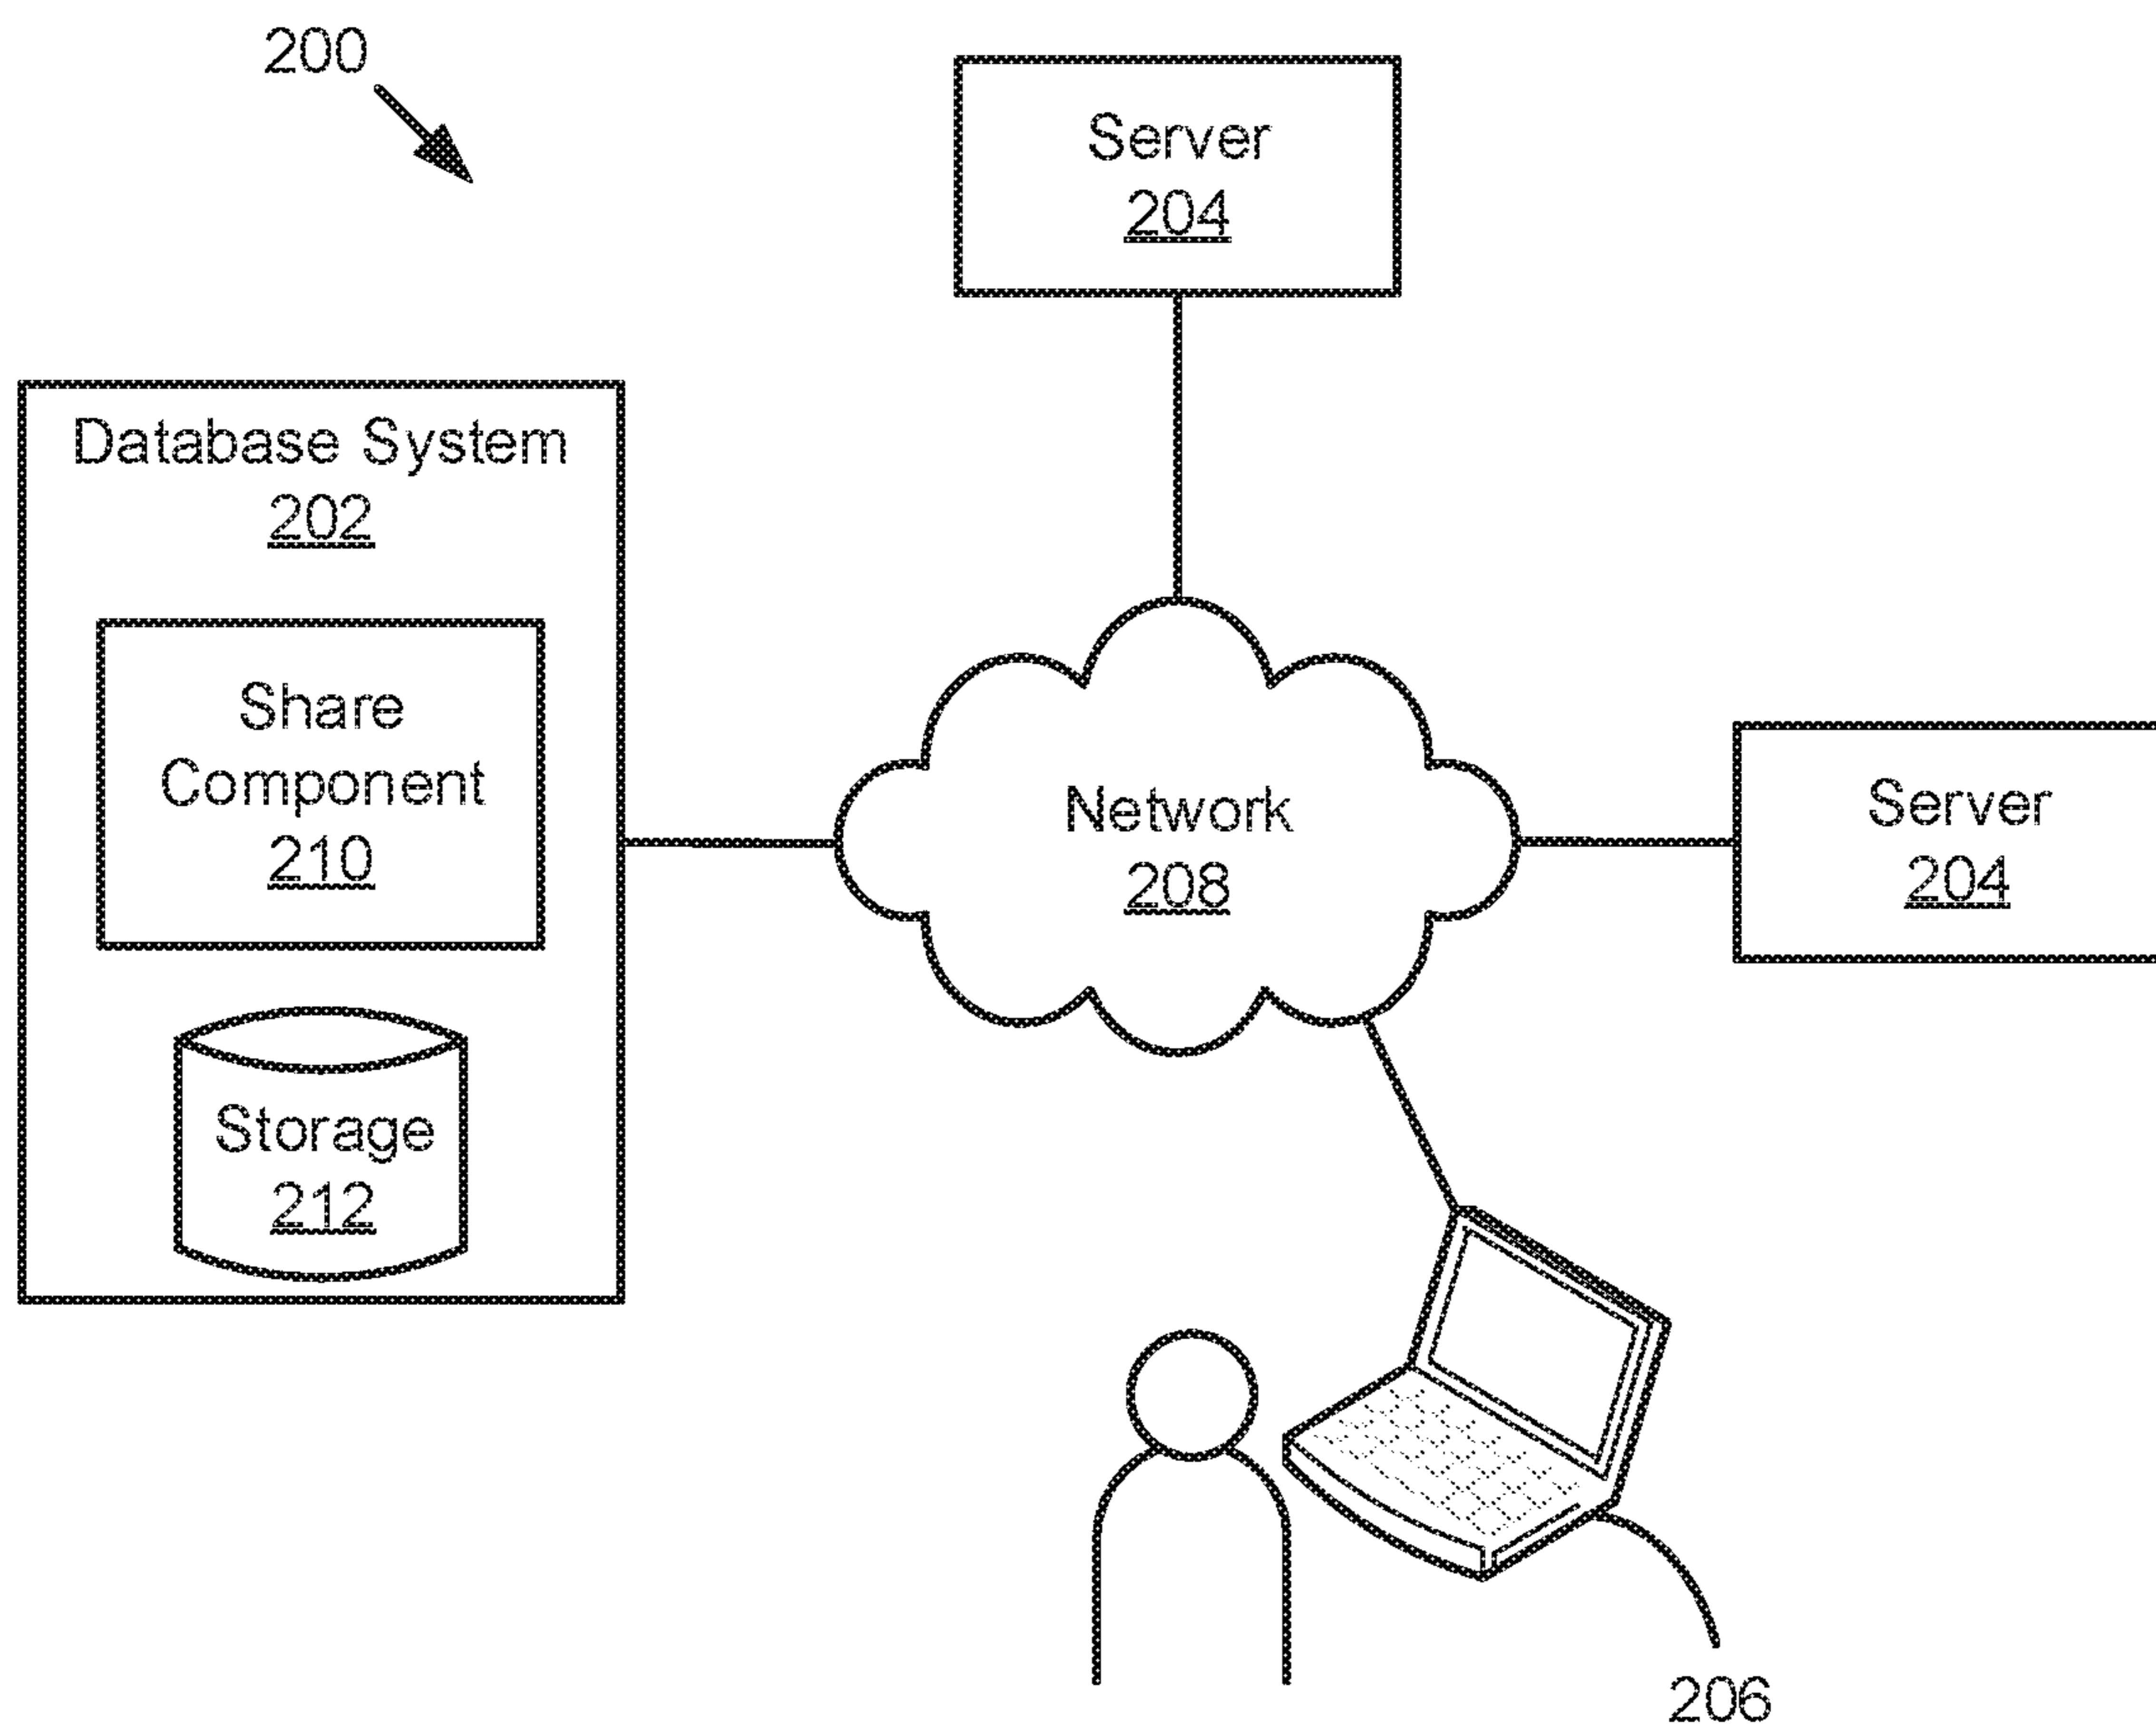 200
Server
204
Database System
202
Share
Component
210
Storage
212
Network
208
Server
204
206